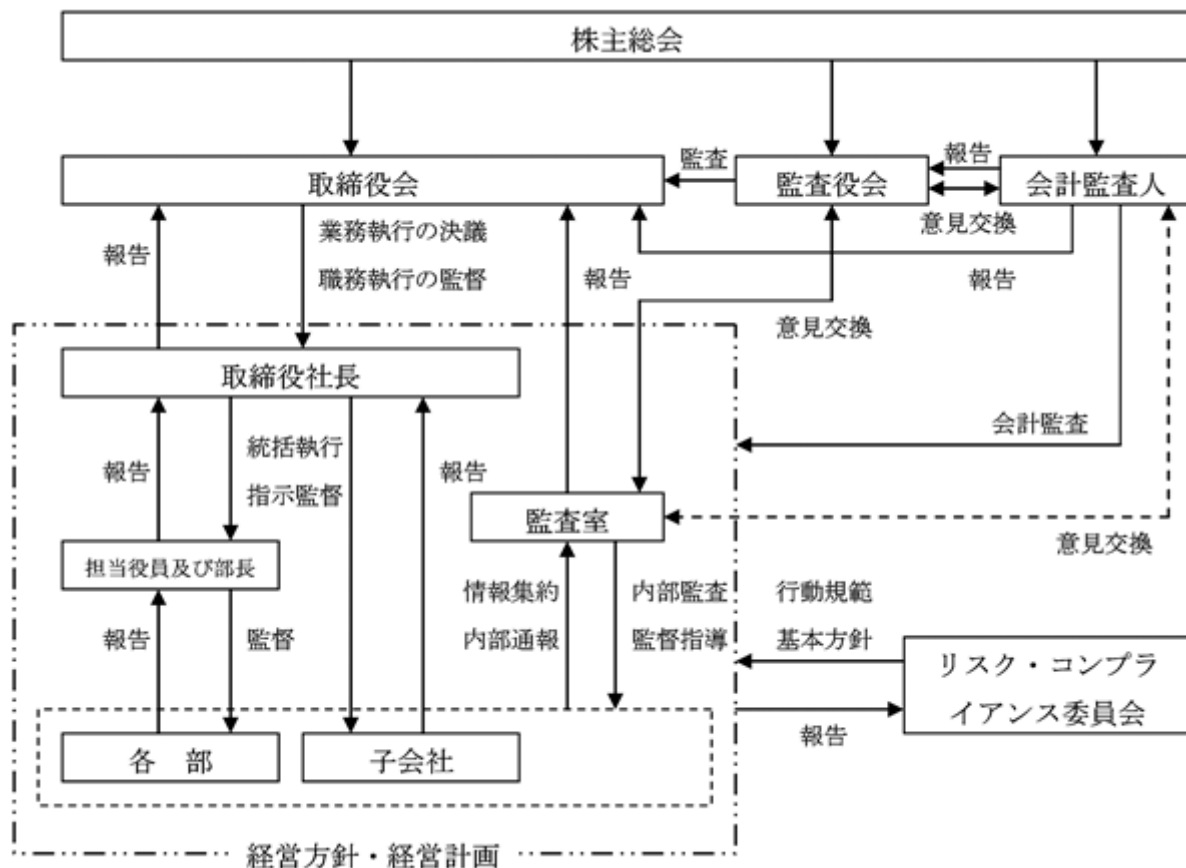 株主総会
取締役会
監査
監査役会
報告
意見交換
会計監査人
報告
業務執行の決議
職務執行の監督
報告
意見交換
報告
取締役社長
会計監査
報告
統括執行
指示監督
報告
監査室
意見交換
担当役員及び部長
報告
監督
情報集約
内部通報
内部監査
監督指導
行動規範
基本方針
リスク・コンプラ
イアンス委員会
報告
各　部
子会社
経営方針・経営計画